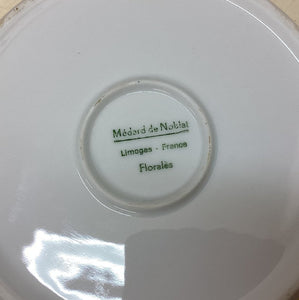 Médard de Noblat
Limoges - France
Floralès